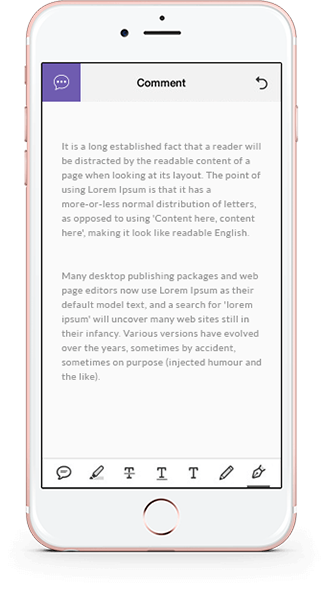 Comment
It is a long established fact that a reader will
be distracted by the readable content of a
page when looking at its layout. The point of
using Lorem Ipsum is that it has a
more-or-less normal distribution of letters,
as opposed to using 'Content here, content
here', making it look like readable English.
Many desktop publishing packages and web
page editors now use Lorem Ipsum as their
default model text, and a search for 'lorem
ipsum' will uncover many web sites still in
their infancy. Various versions have evolved
over the years, sometimes by accident,
sometimes on purpose (injected humour and
the like).
T T T